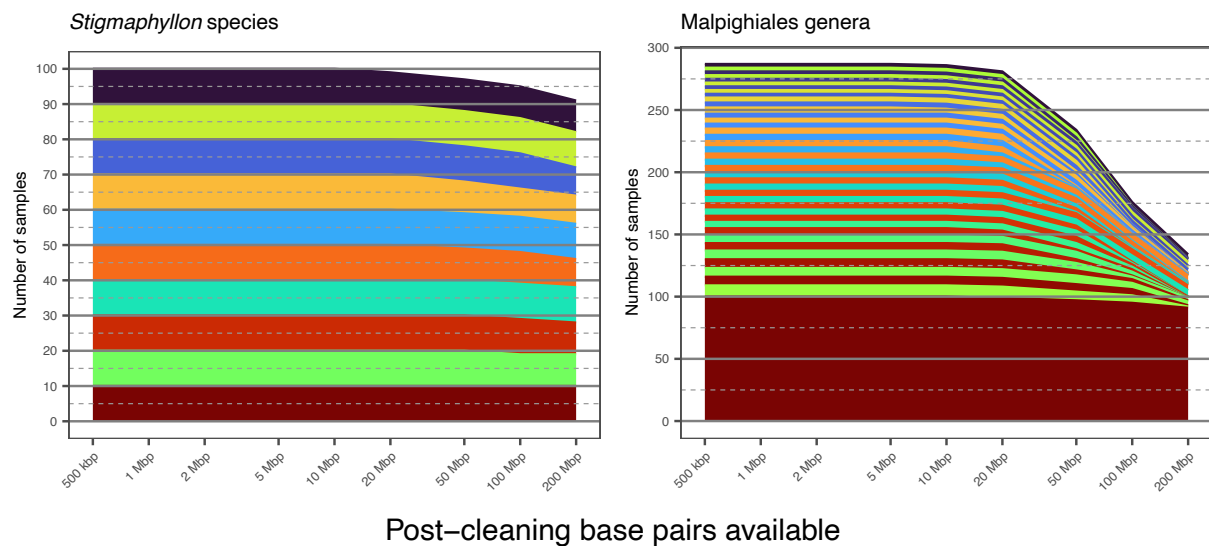 Stigmaphyllon species
Number of samples
100
90
80
70
60
50
40
30
20
10
0
500 kbp
1 Mbp
2 Mbp
5 Mbp
10 Mbp
20 Mbp
50 Mbp
100 Mbp
200 Mbp
Malpighiales genera
Number of samples
300
250
200
150
100
50
0
500 kbp
1 Mbp
2 Mbp
5 Mbp
10 Mbp
20 Mbp
50 Mbp
100 Mbp
200 Mbp
Post−cleaning base pairs available